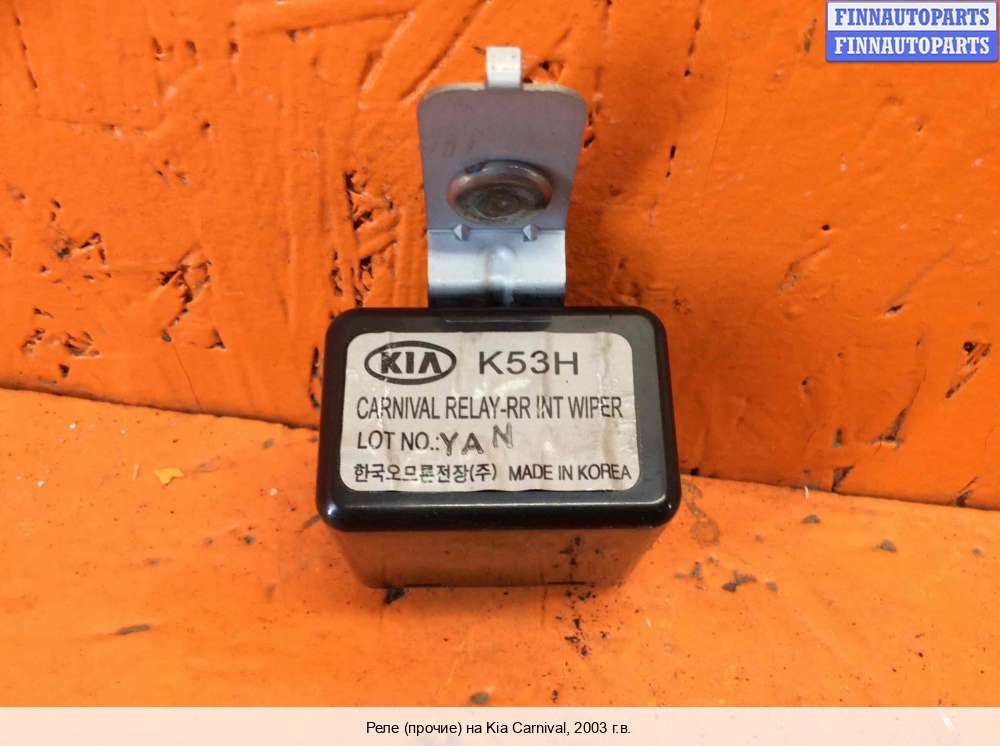 FINNAUTOPARTS
FINNAUTOPARTS
KIA K53H
CARNIVAL RELAY-RR INT WIPER
LOT NO.:YAN
한국오므론전장(주) MADE IN KOREA
Реле (прочие) на Kia Carnival, 2003 г.в.